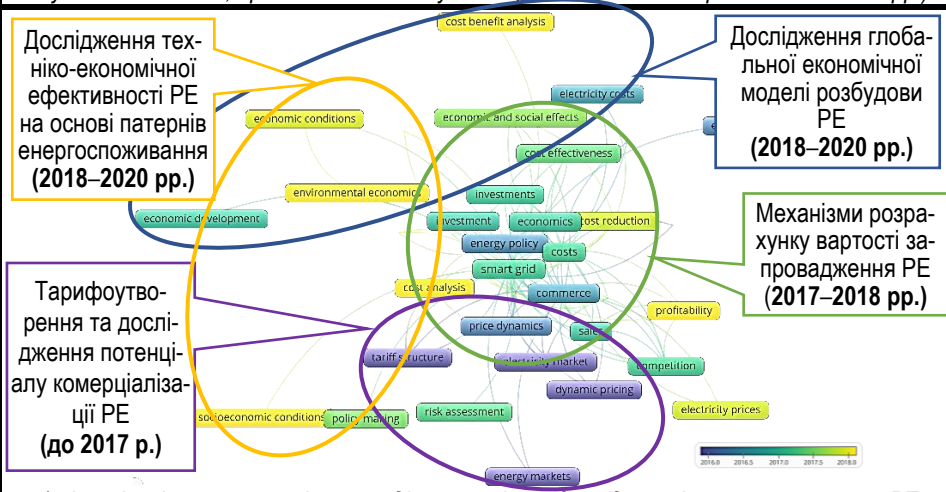 Дослідження тех-
ніко-економічної
ефективності РЕ
на основі патернів
енергоспоживання
(2018–2020 рр.)
Дослідження глоба-
льної економічної
моделі розбудови
РЕ
(2018–2020 рр.)
Механізми розра-
хунку вартості за-
провадження РЕ
(2017–2018 рр.)
Тарифоутво-
рення та дослі-
дження потенці-
алу комерціаліза-
ції РЕ
(до 2017 р.)
cost benefit analysis
electricity costs
economic conditions
economic and social effects
cost effectiveness
environmental economics
investments
economic development
investment
economics
cost reduction
energy policy
costs
smart grid
cost analysis
commerce
profitability
price dynamics
sales
tariff structure
electricity market
competition
dynamic pricing
socioeconomic conditions
policy making
risk assessment
electricity prices
energy markets
2016.0 2016.5 2017.0 2017.5 2018.0